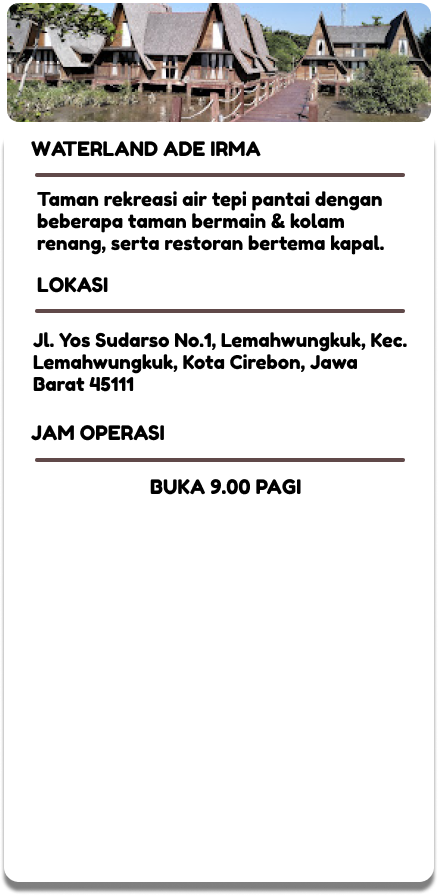 WATERLAND ADE IRMA
Taman rekreasi air tepi pantai dengan
beberapa taman bermain & kolam
renang, serta restoran bertema kapal.
LOKASI
Jl. Yos Sudarso No.1, Lemahwungkuk, Kec.
Lemahwungkuk, Kota Cirebon, Jawa
Barat 45111
JAM OPERASI
BUKA 9.00 PAGI